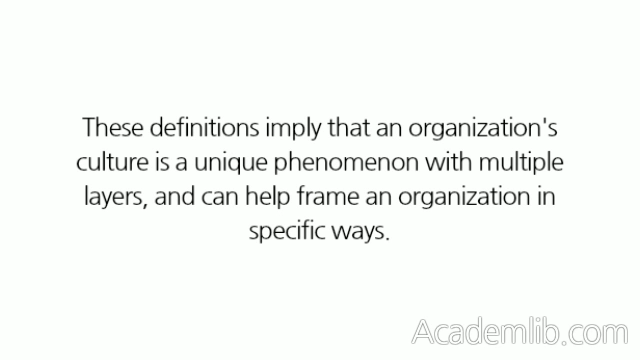 These definitions imply that an organization's
culture is a unique phenomenon with multiple
layers, and can help frame an organization in
specific ways.
Academlib.com